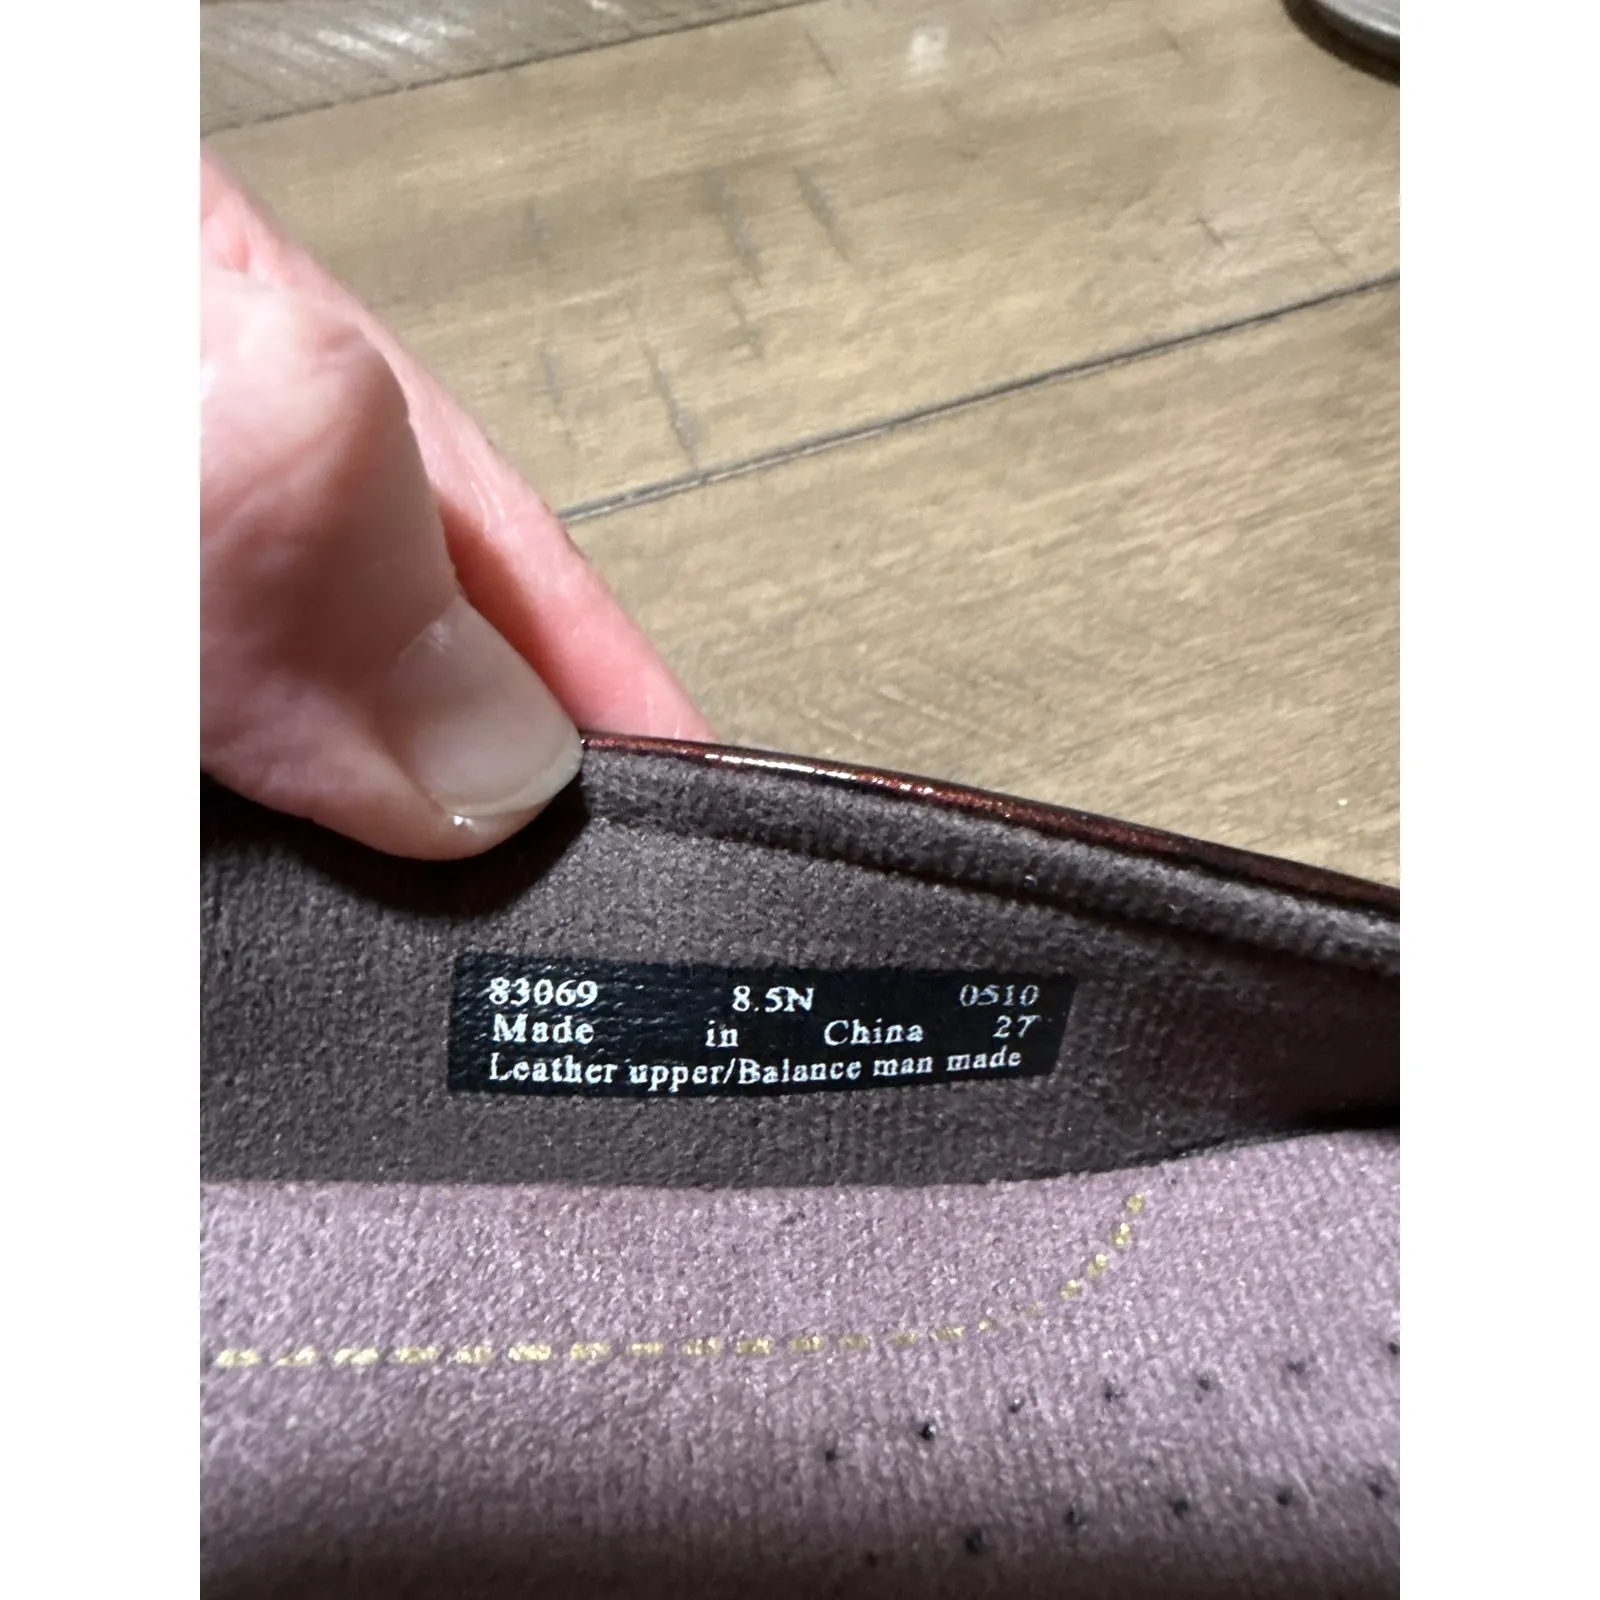 83069 8.5N 0510
Made in China 27
Leather upper/Balance man made